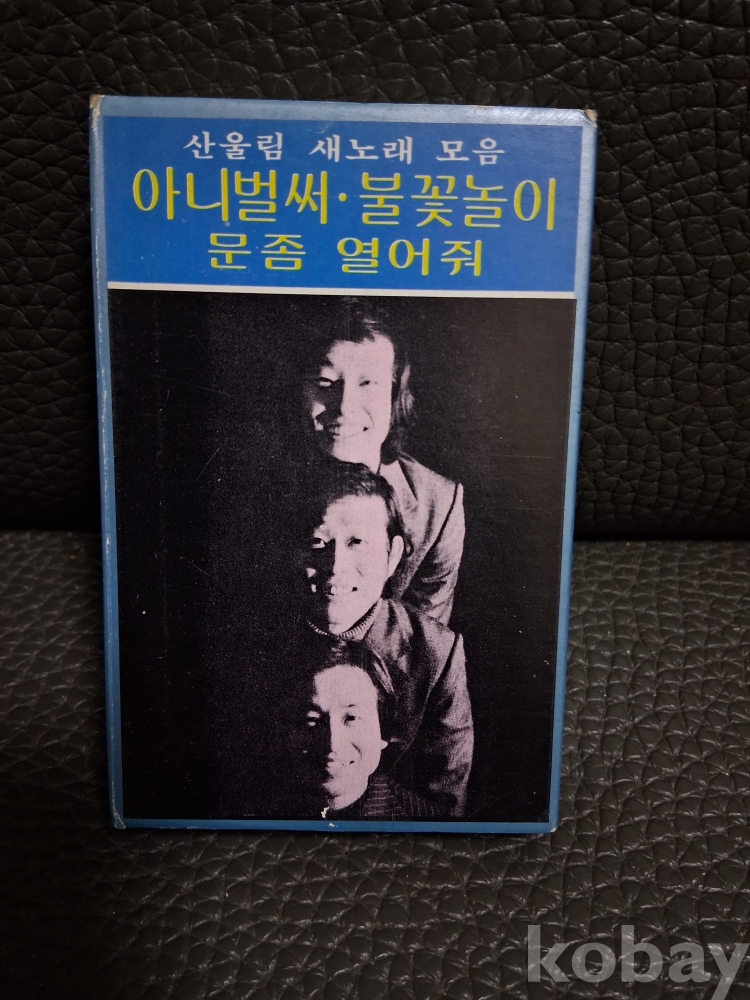 산울림 새노래 모음
아니벌써·불꽃놀이
문좀 열어줘
kobay